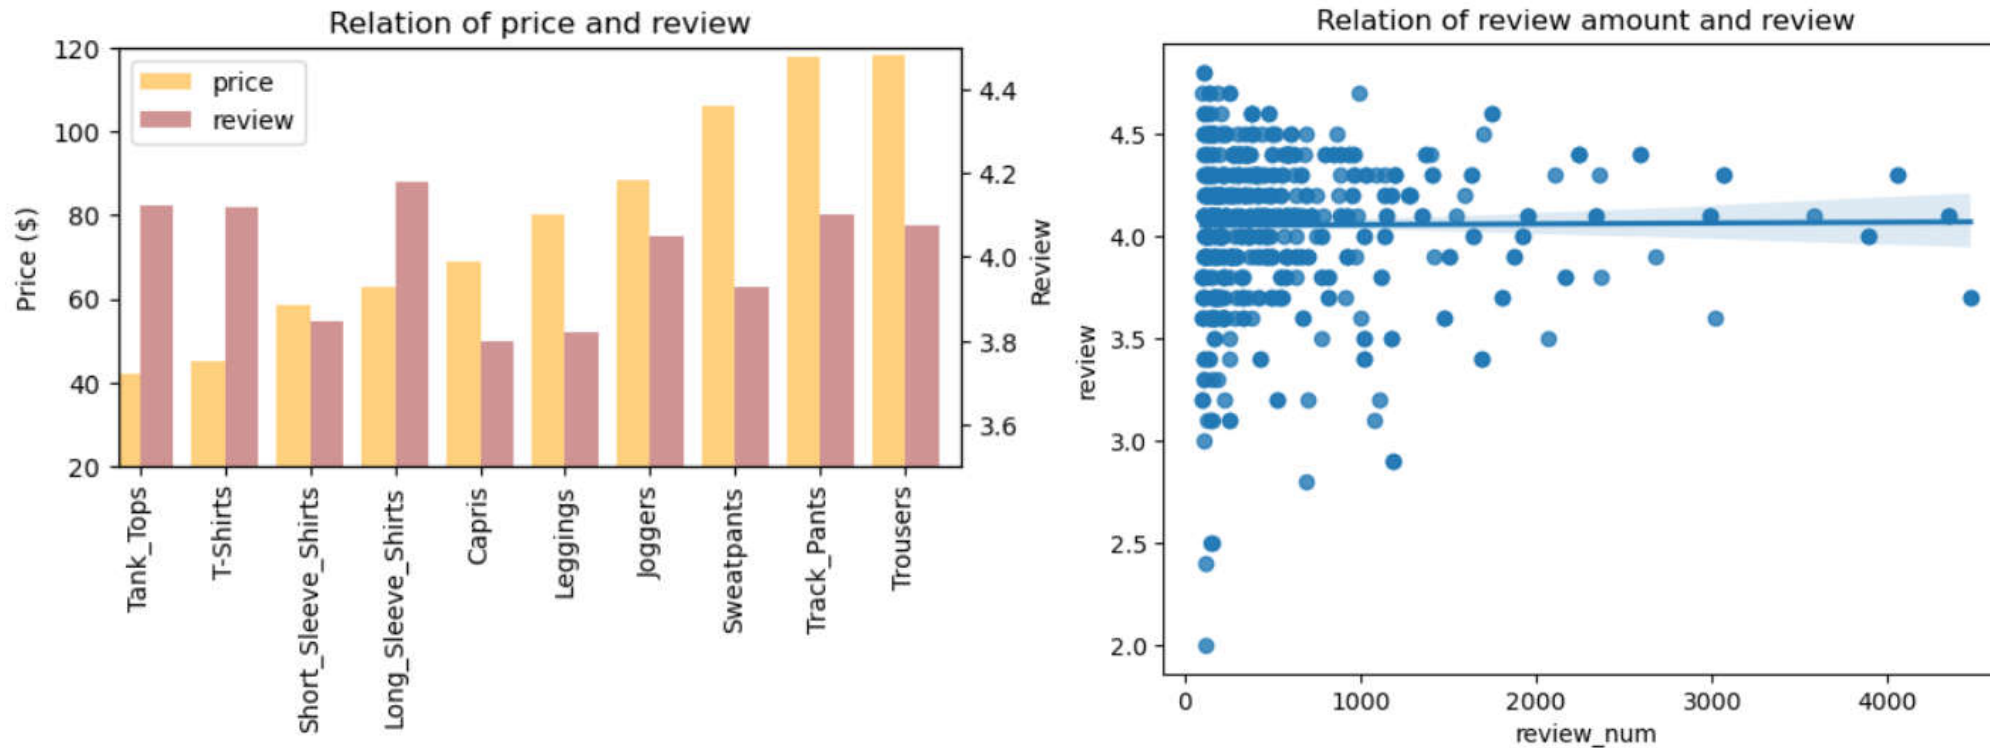 Relation of price and review
price
review
120
100
80
60
40
20
Price ($)
4.4
4.2
4.0
3.8
3.6
Review
Tank_Tops
T-Shirts
Short_Sleeve_Shirts
Long_Sleeve_Shirts
Capris
Leggings
Joggers
Sweatpants
Track_Pants
Trousers
Relation of review amount and review
4.5
4.0
3.5
3.0
2.5
2.0
review
0
1000
2000
3000
4000
review_num